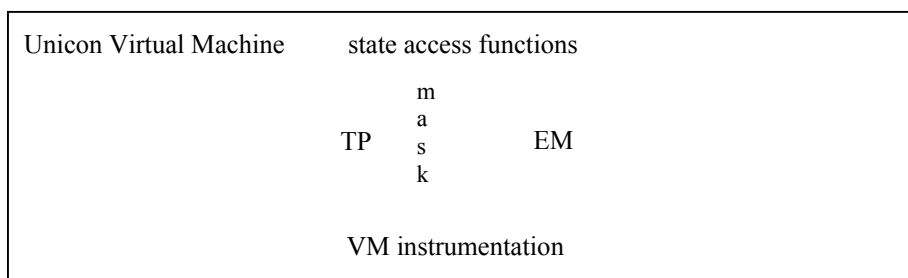 Unicon Virtual Machine state access functions
m
a
TP s EM
k
VM instrumentation